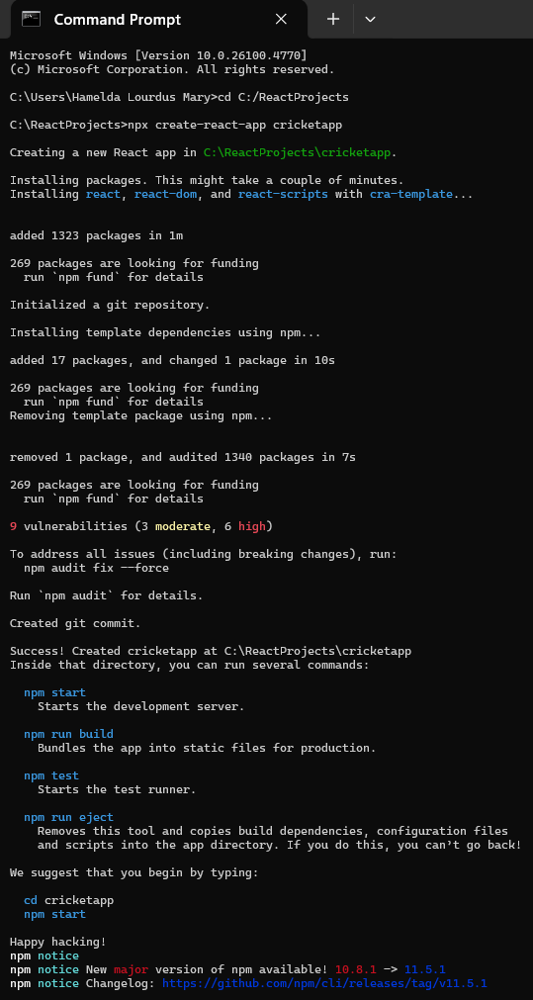 Command Prompt
Microsoft Windows [Version 10.0.26100.4770]
(c) Microsoft Corporation. All rights reserved.
C:\Users\Hamelda Lourdus Mary>cd C:/ReactProjects
C:\ReactProjects>npx create-react-app cricketapp
Creating a new React app in C:\ReactProjects\cricketapp.
Installing packages. This might take a couple of minutes.
Installing react, react-dom, and react-scripts with cra-template...
added 1323 packages in 1m
269 packages are looking for funding
  run `npm fund` for details
Initialized a git repository.
Installing template dependencies using npm...
added 17 packages, and changed 1 package in 10s
269 packages are looking for funding
  run `npm fund` for details
Removing template package using npm...
removed 1 package, and audited 1340 packages in 7s
269 packages are looking for funding
  run `npm fund` for details
9 vulnerabilities (3 moderate, 6 high)
To address all issues (including breaking changes), run:
  npm audit fix --force
Run `npm audit` for details.
Created git commit.
Success! Created cricketapp at C:\ReactProjects\cricketapp
Inside that directory, you can run several commands:
  npm start
    Starts the development server.
  npm run build
    Bundles the app into static files for production.
  npm test
    Starts the test runner.
  npm run eject
    Removes this tool and copies build dependencies, configuration files
    and scripts into the app directory. If you do this, you can’t go back!
We suggest that you begin by typing:
  cd cricketapp
  npm start
Happy hacking!
npm notice
npm notice New major version of npm available! 10.8.1 -> 11.5.1
npm notice Changelog: https://github.com/npm/cli/releases/tag/v11.5.1